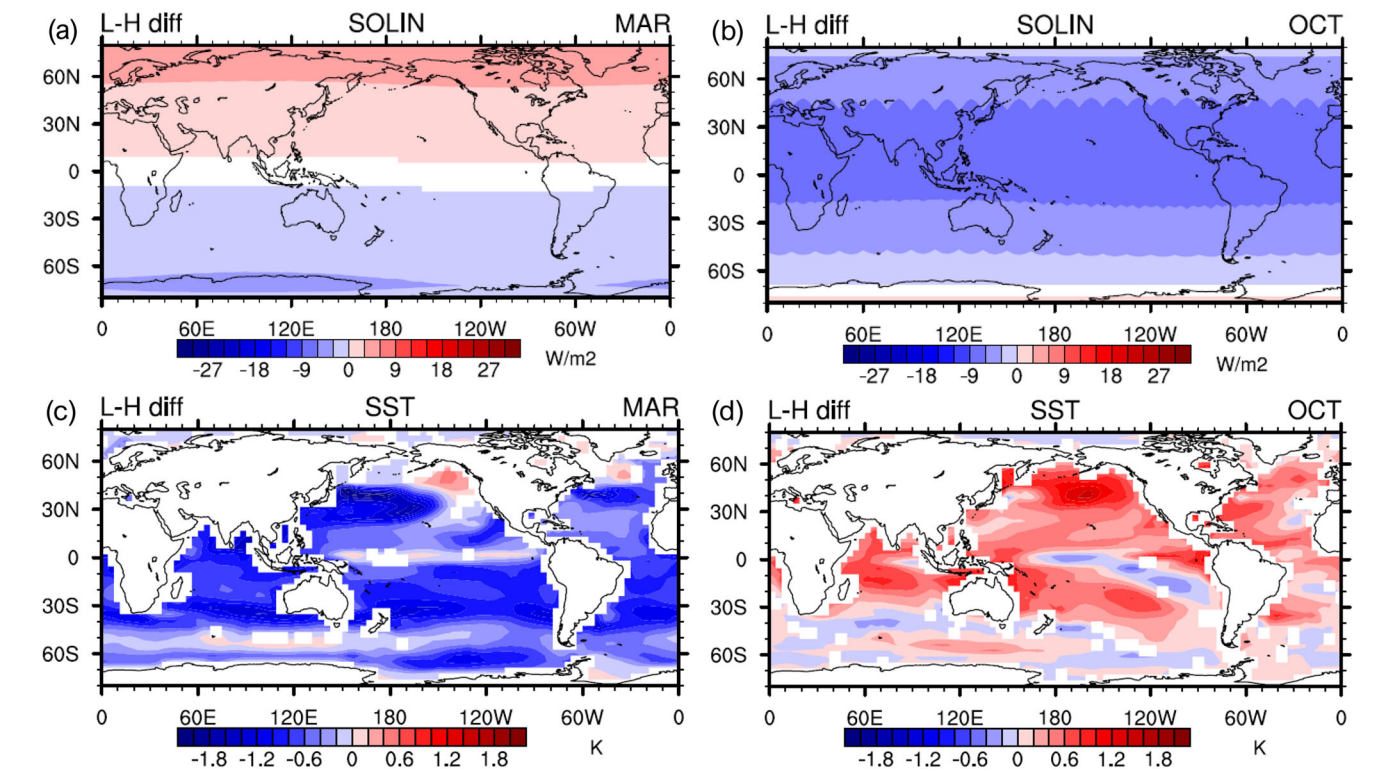 (a) L-H diff SOLIN MAR
60N
30N
0
30S
60S
0 60E 120E 180 120W 60W 0
-27 -18 -9 0 9 18 27 W/m2
(b) L-H diff SOLIN OCT
60N
30N
0
30S
60S
0 60E 120E 180 120W 60W 0
-27 -18 -9 0 9 18 27 W/m2
(c) L-H diff SST MAR
60N
30N
0
30S
60S
0 60E 120E 180 120W 60W 0
-1.8 -1.2 -0.6 0 0.6 1.2 1.8 K
(d) L-H diff SST OCT
60N
30N
0
30S
60S
0 60E 120E 180 120W 60W 0
-1.8 -1.2 -0.6 0 0.6 1.2 1.8 K